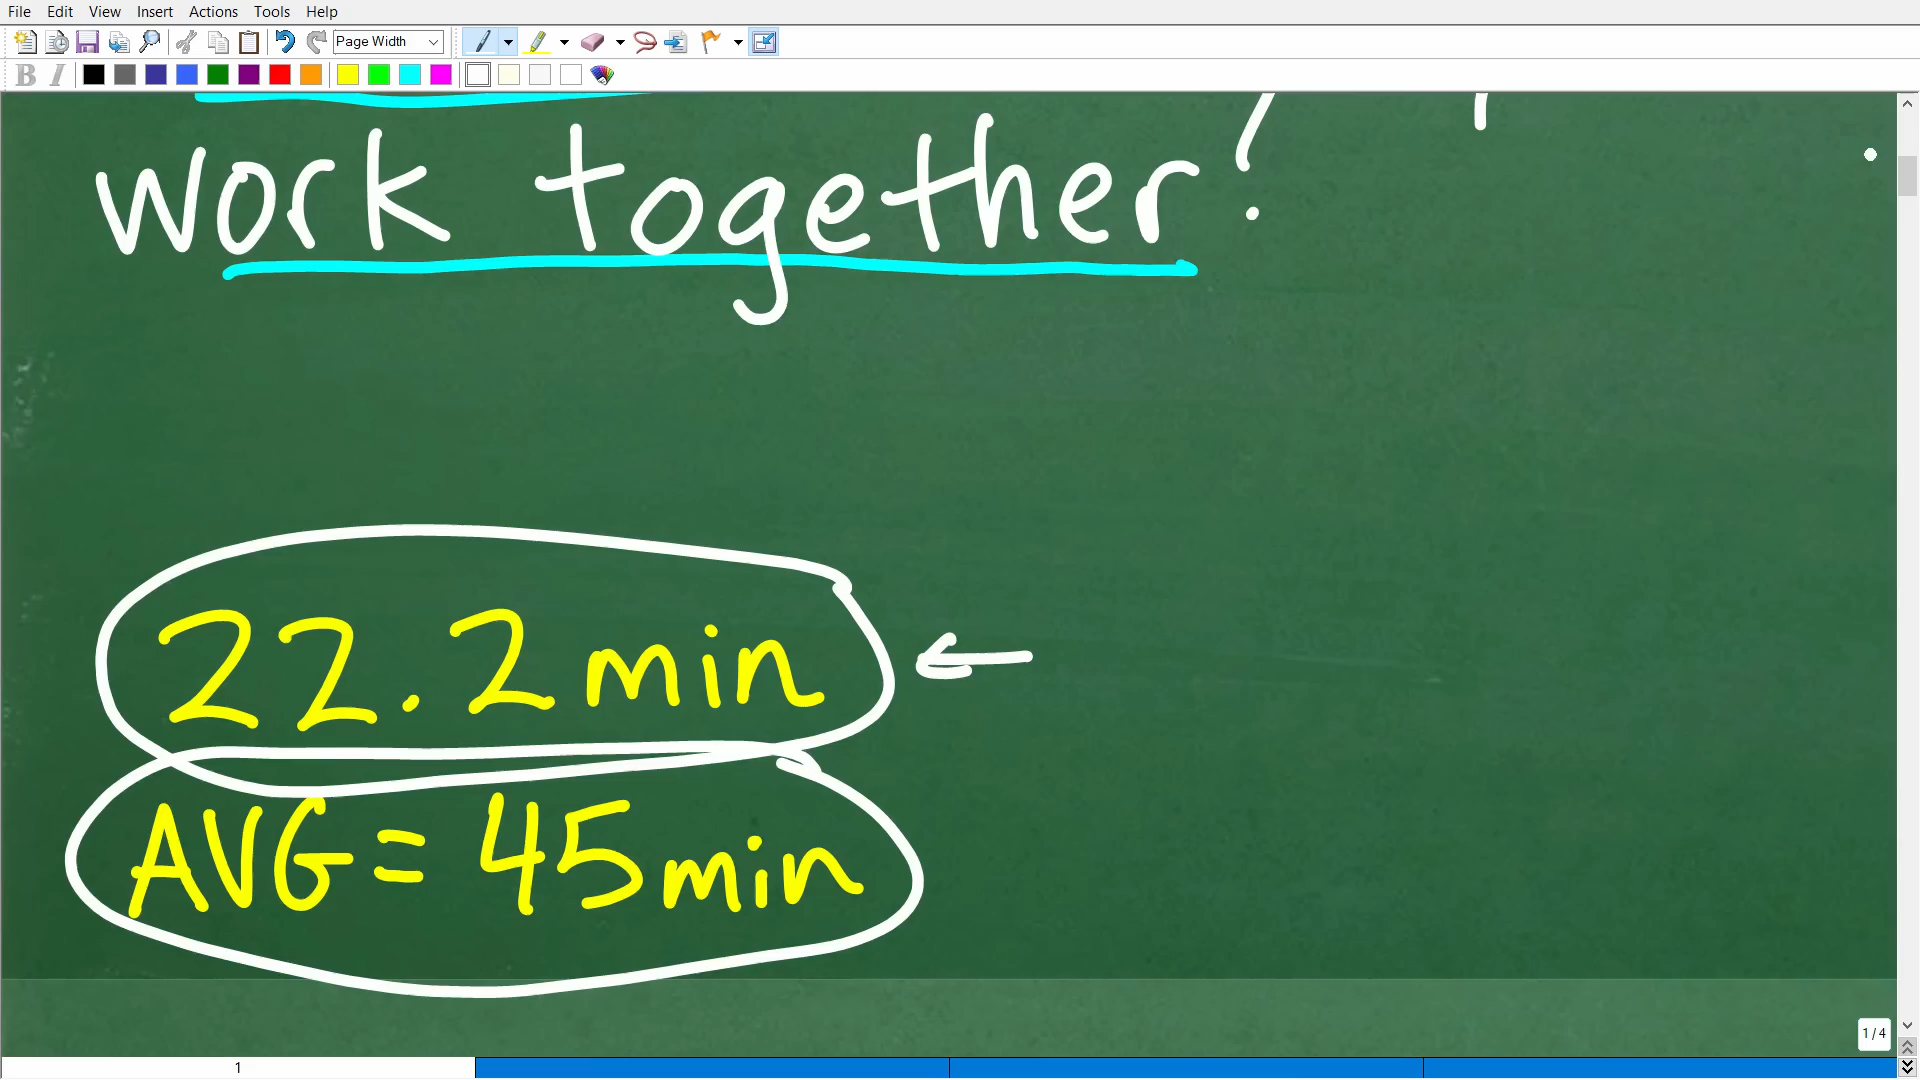 File Edit View Insert Actions Tools Help
Page Width
B I
work together?
22.2 min
AVG = 45 min
1 / 4
1